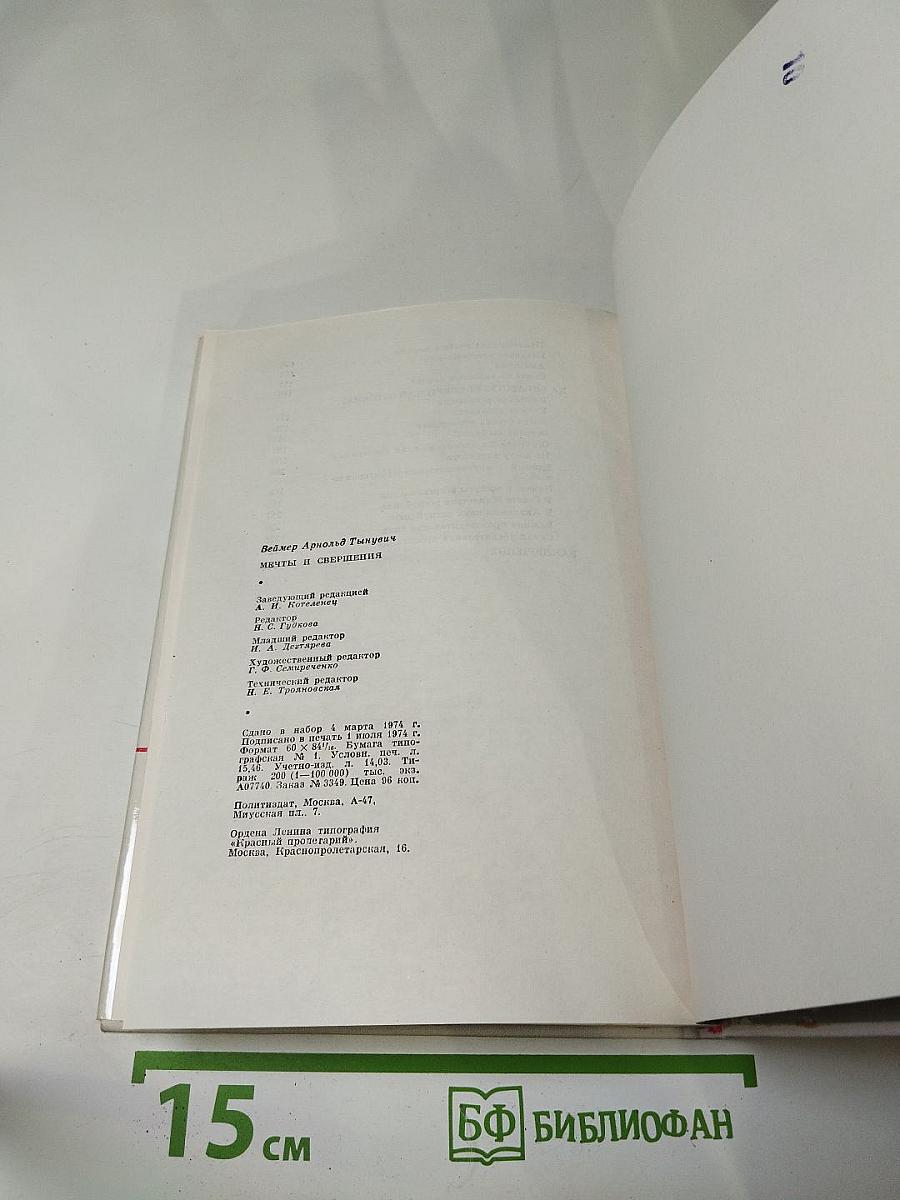 Веймер Арнольд Тынувич
МЕЧТЫ И СВЕРШЕНИЯ
Заведующий редакцией
А. И. Котеленец
Редактор
Н. С. Гудкова
Младший редактор
И. А. Дегтярева
Художественный редактор
Г. Ф. Семиреченко
Технический редактор
Н. Е. Трояновская
Сдано в набор 4 марта 1974 г.
Подписано в печать 1 июля 1974 г.
Формат 60 × 84 1/16. Бумага типо-
графская № 1. Условн. печ. л.
15,46. Учетно-изд. л. 14,03. Ти-
раж 200 (1—100 000) тыс. экз.
А07740. Заказ № 3349. Цена 96 коп.
Политиздат, Москва, А-47,
Миусская пл., 7.
Ордена Ленина типография
«Красный пролетарий».
Москва, Краснопролетарская, 16.
15 см
БФ БИБЛИОФАН